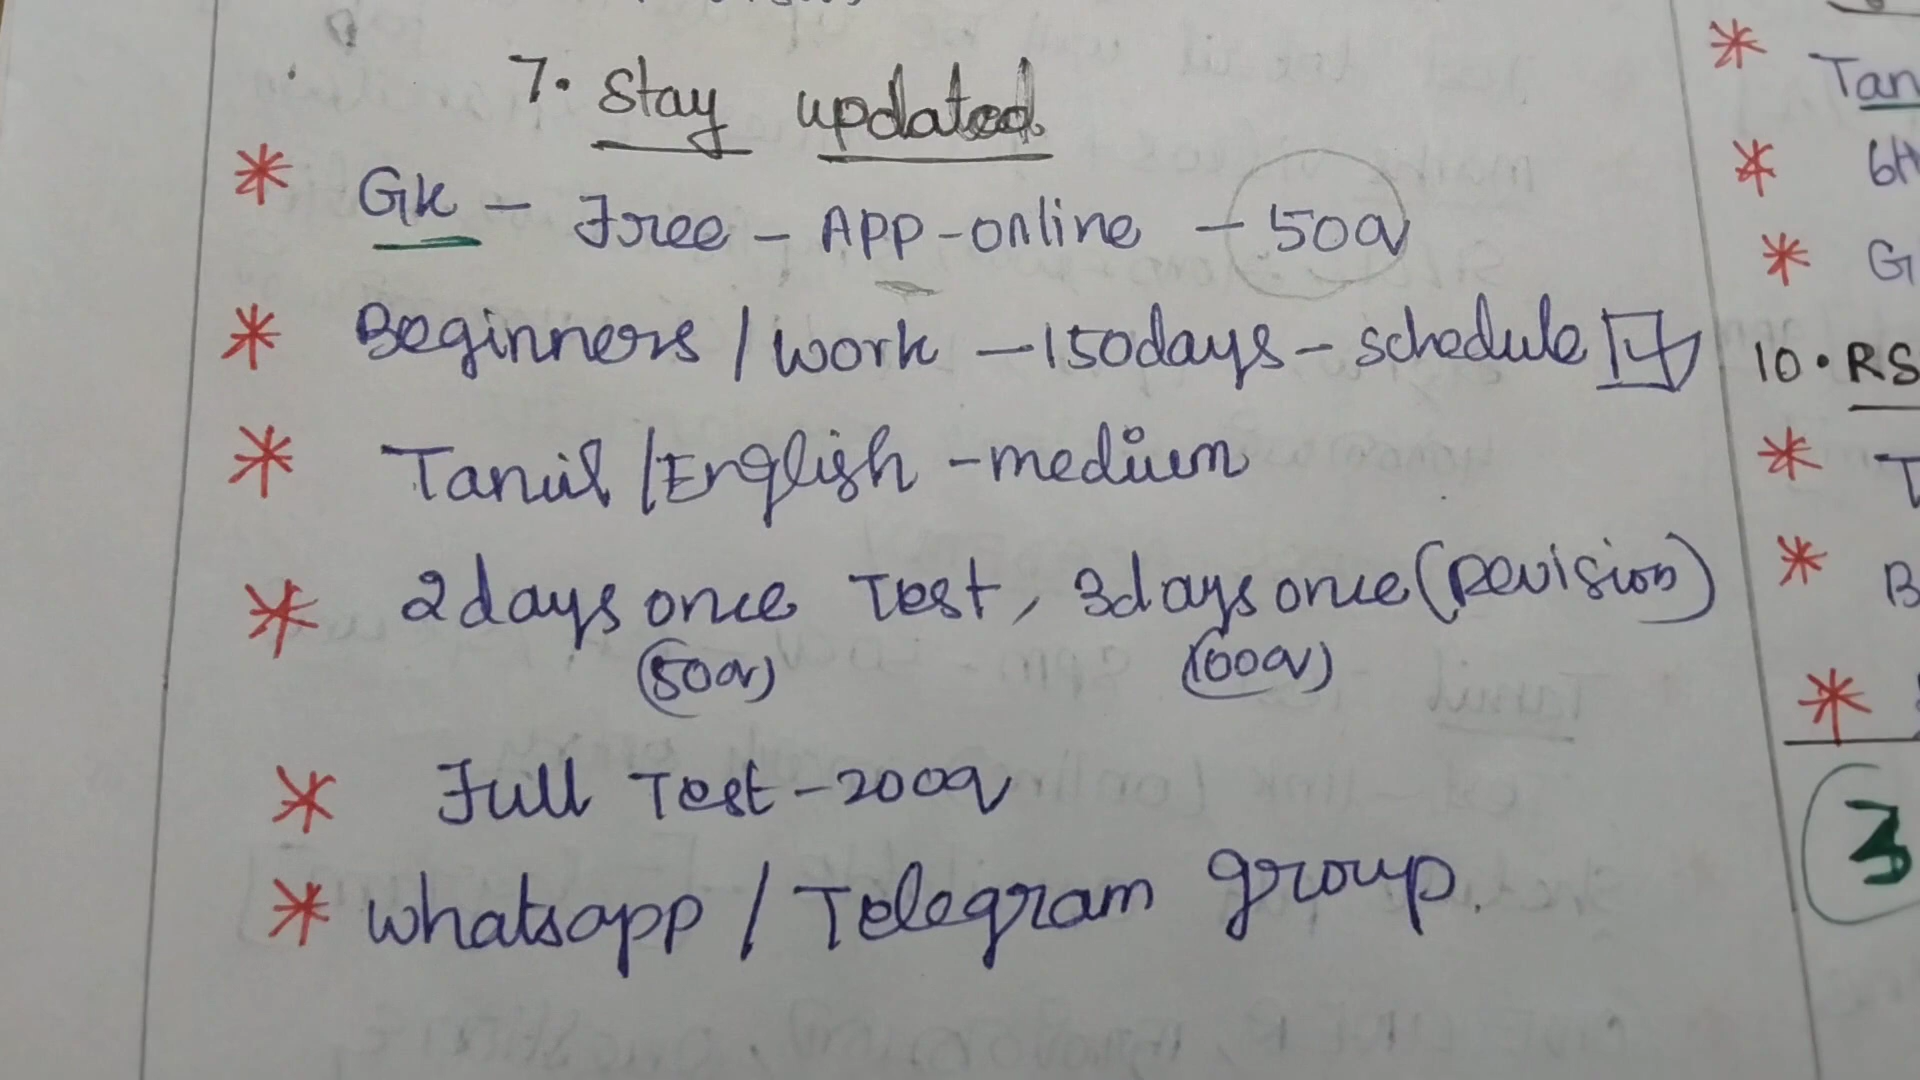 7. Stay updated
* GK - Free - APP - online - 50Q
* Beginners / work - 150days - schedule
* Tamil / English - medium
* 2days once Test, 3days once (Revision)
(50Q) (100Q)
* Full Test - 200Q
* whatsapp / Telegram group.
*
Tan
*
*
G
10. RS
*
T
*
B
*
3